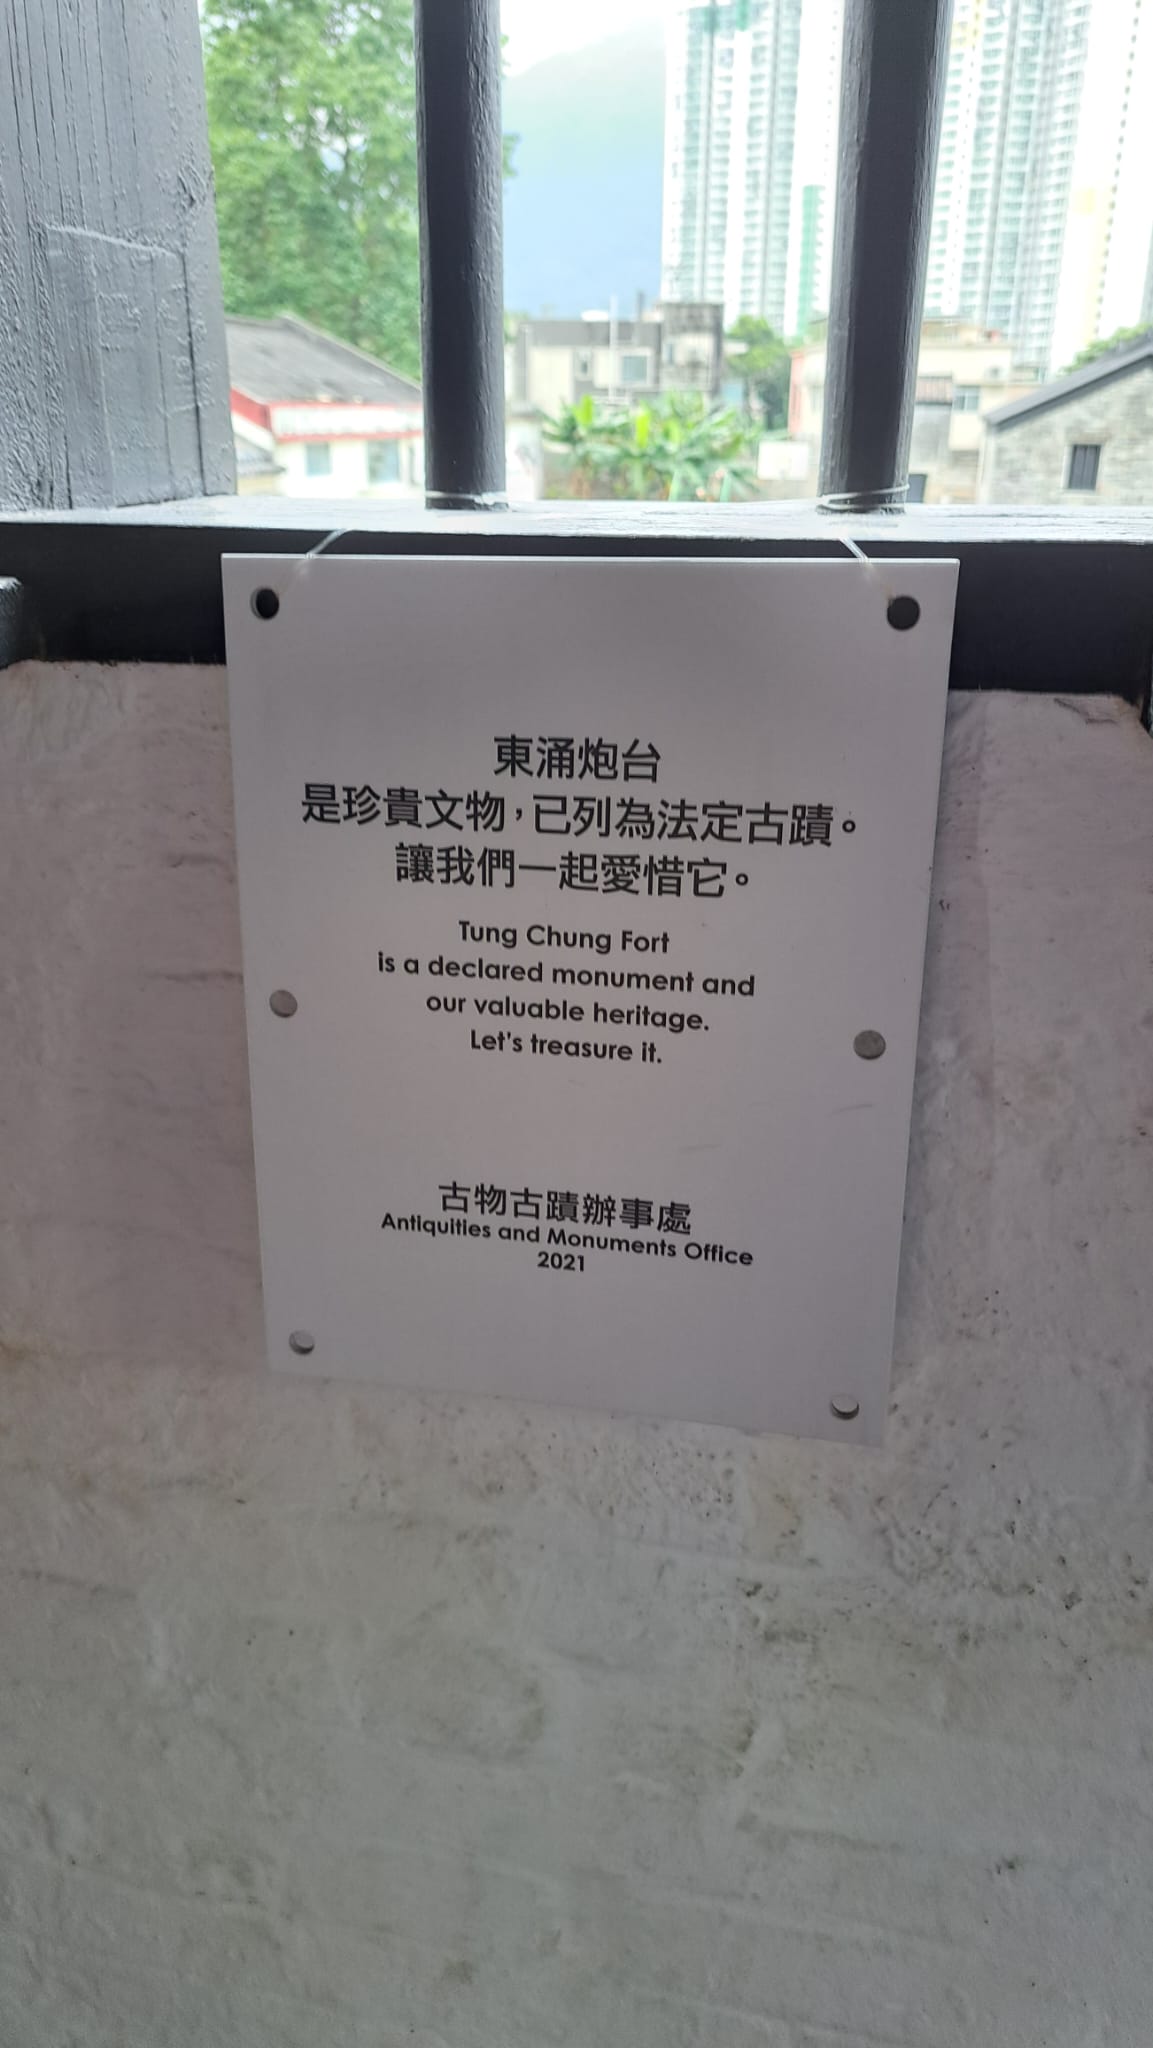 東涌炮台
是珍貴文物，已列為法定古蹟。
讓我們一起愛惜它。
Tung Chung Fort
is a declared monument and
our valuable heritage.
Let's treasure it.
古物古蹟辦事處
Antiquities and Monuments Office
2021